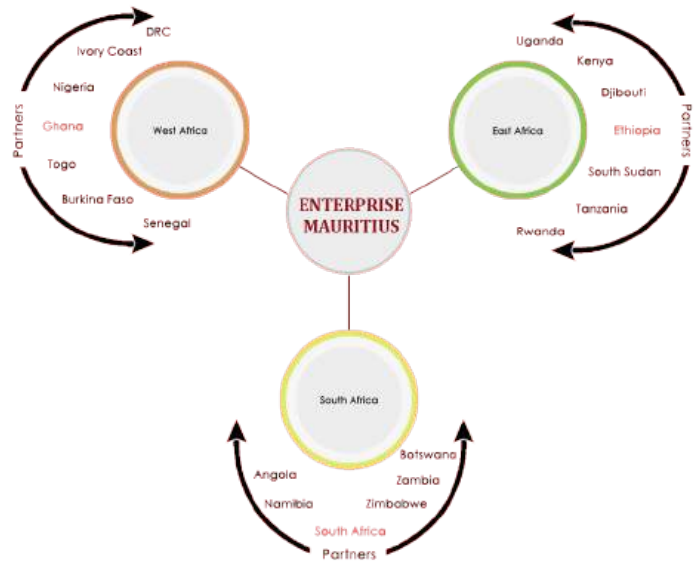 DRC
Ivory Coast
Nigeria
Ghana
Togo
Burkina Faso
Senegal
Partners
West Africa
ENTERPRISE
MAURITIUS
East Africa
Uganda
Kenya
Djibouti
Ethiopia
South Sudan
Tanzania
Rwanda
Partners
South Africa
Angola
Namibia
South Africa
Zimbabwe
Zambia
Botswana
Partners